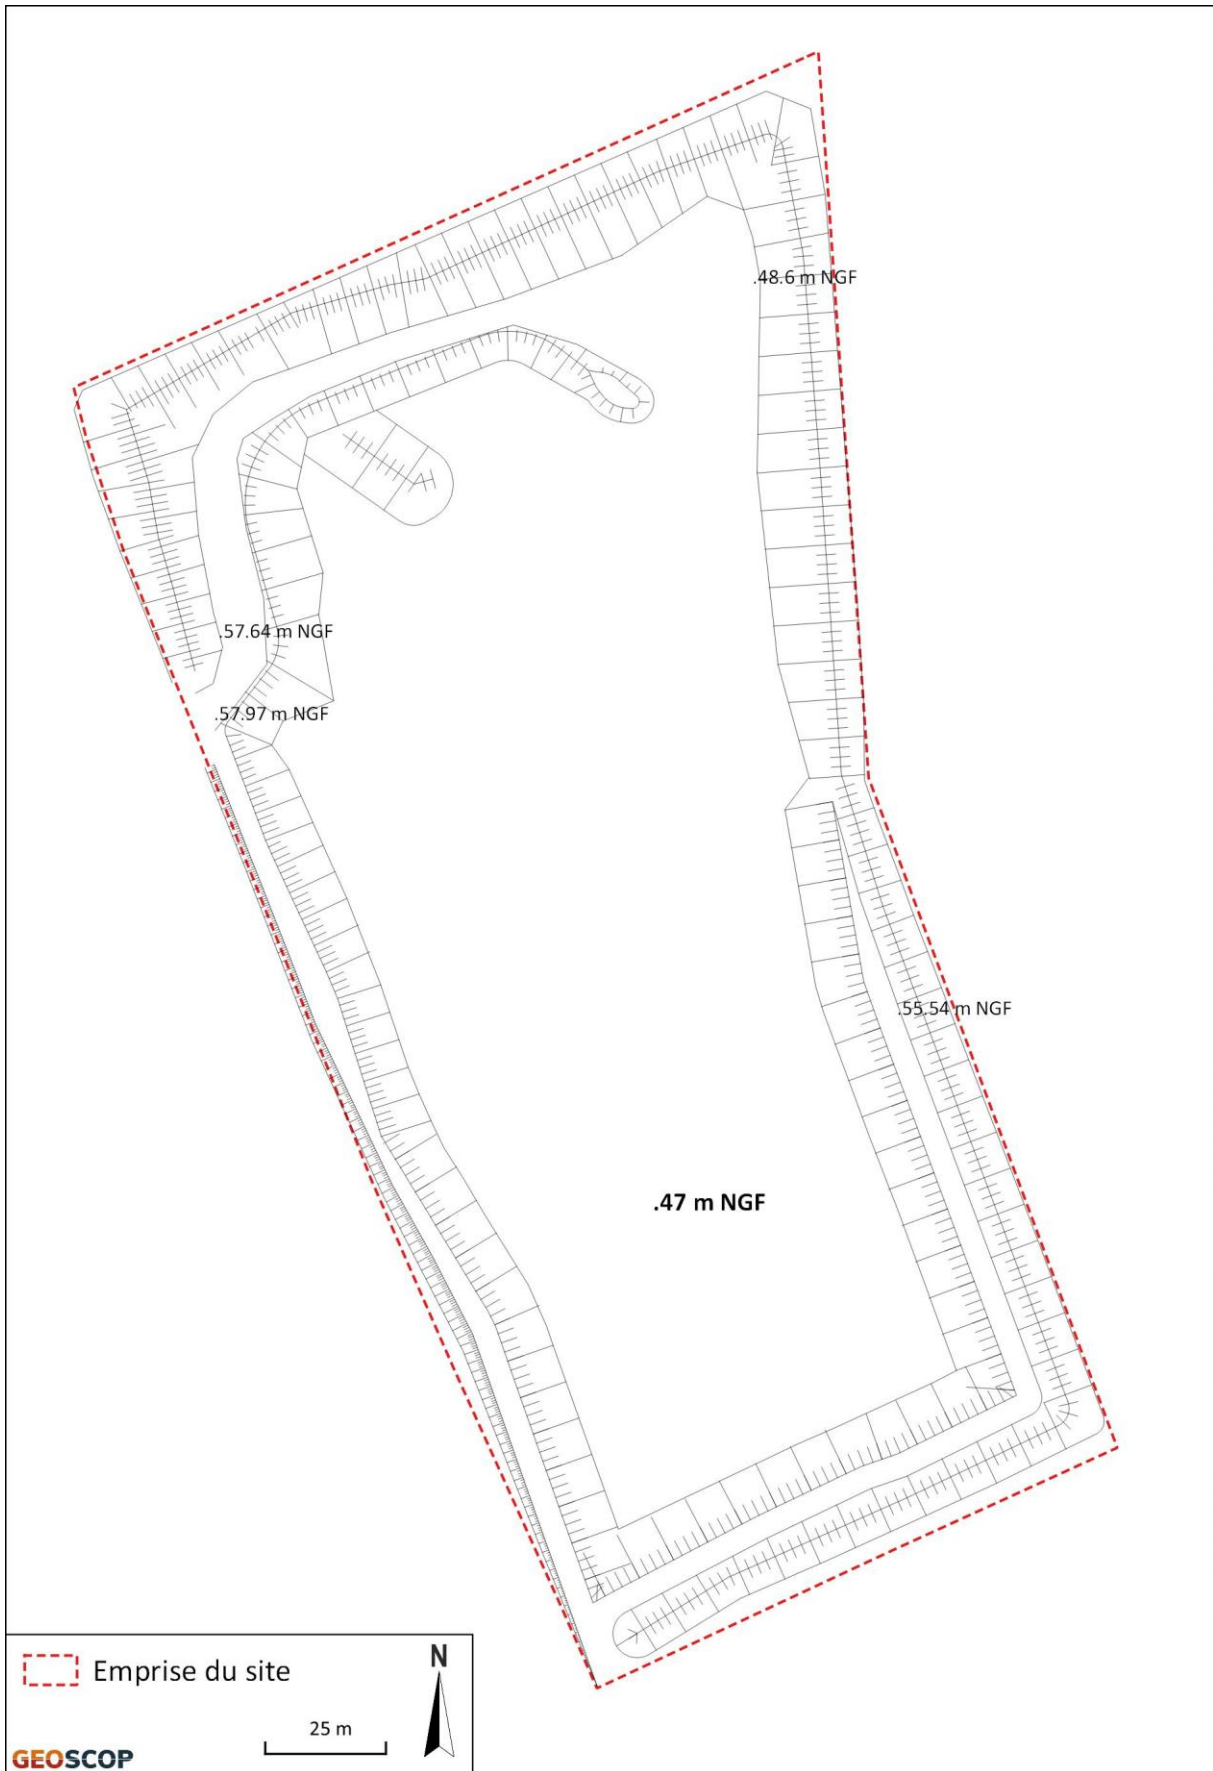 .48.6 m NGF
.57.64 m NGF
.57.97 m NGF
.55.54 m NGF
.47 m NGF
Emprise du site
N
25 m
GEOSCOP